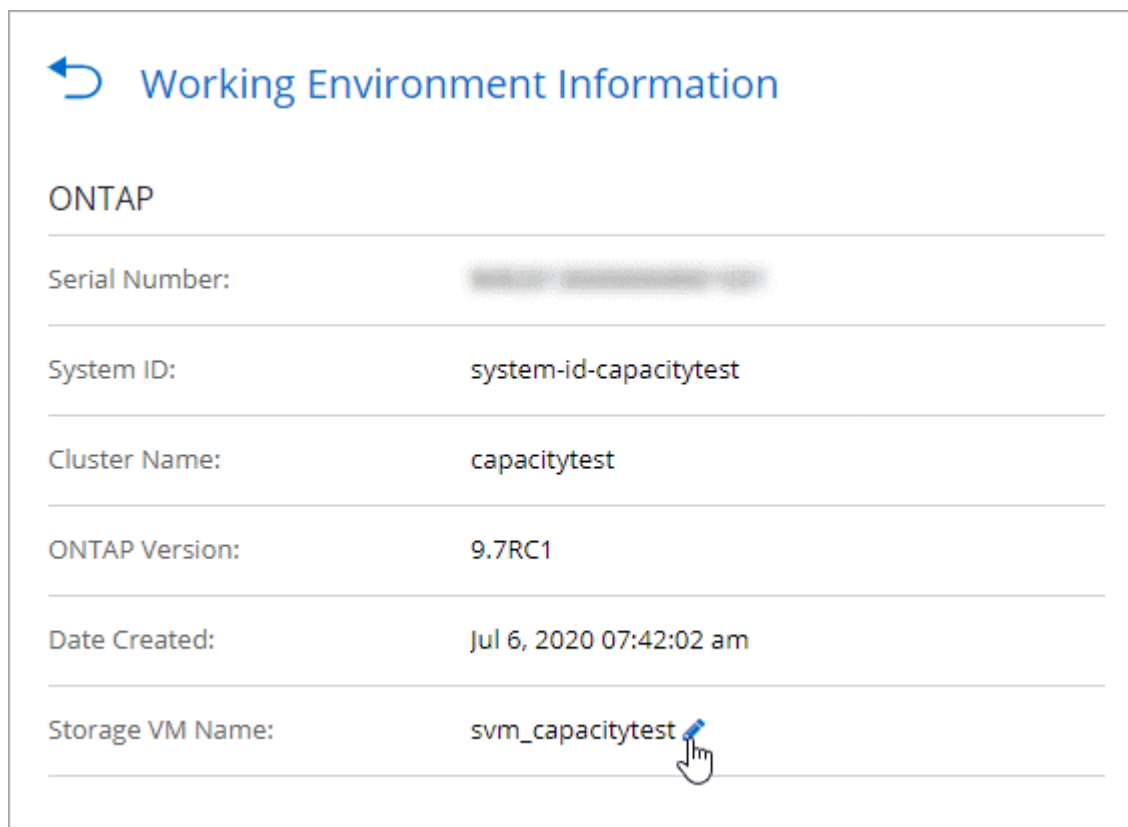 Working Environment Information
ONTAP
Serial Number:
System ID: system-id-capacitytest
Cluster Name: capacitytest
ONTAP Version: 9.7RC1
Date Created: Jul 6, 2020 07:42:02 am
Storage VM Name: svm_capacitytest